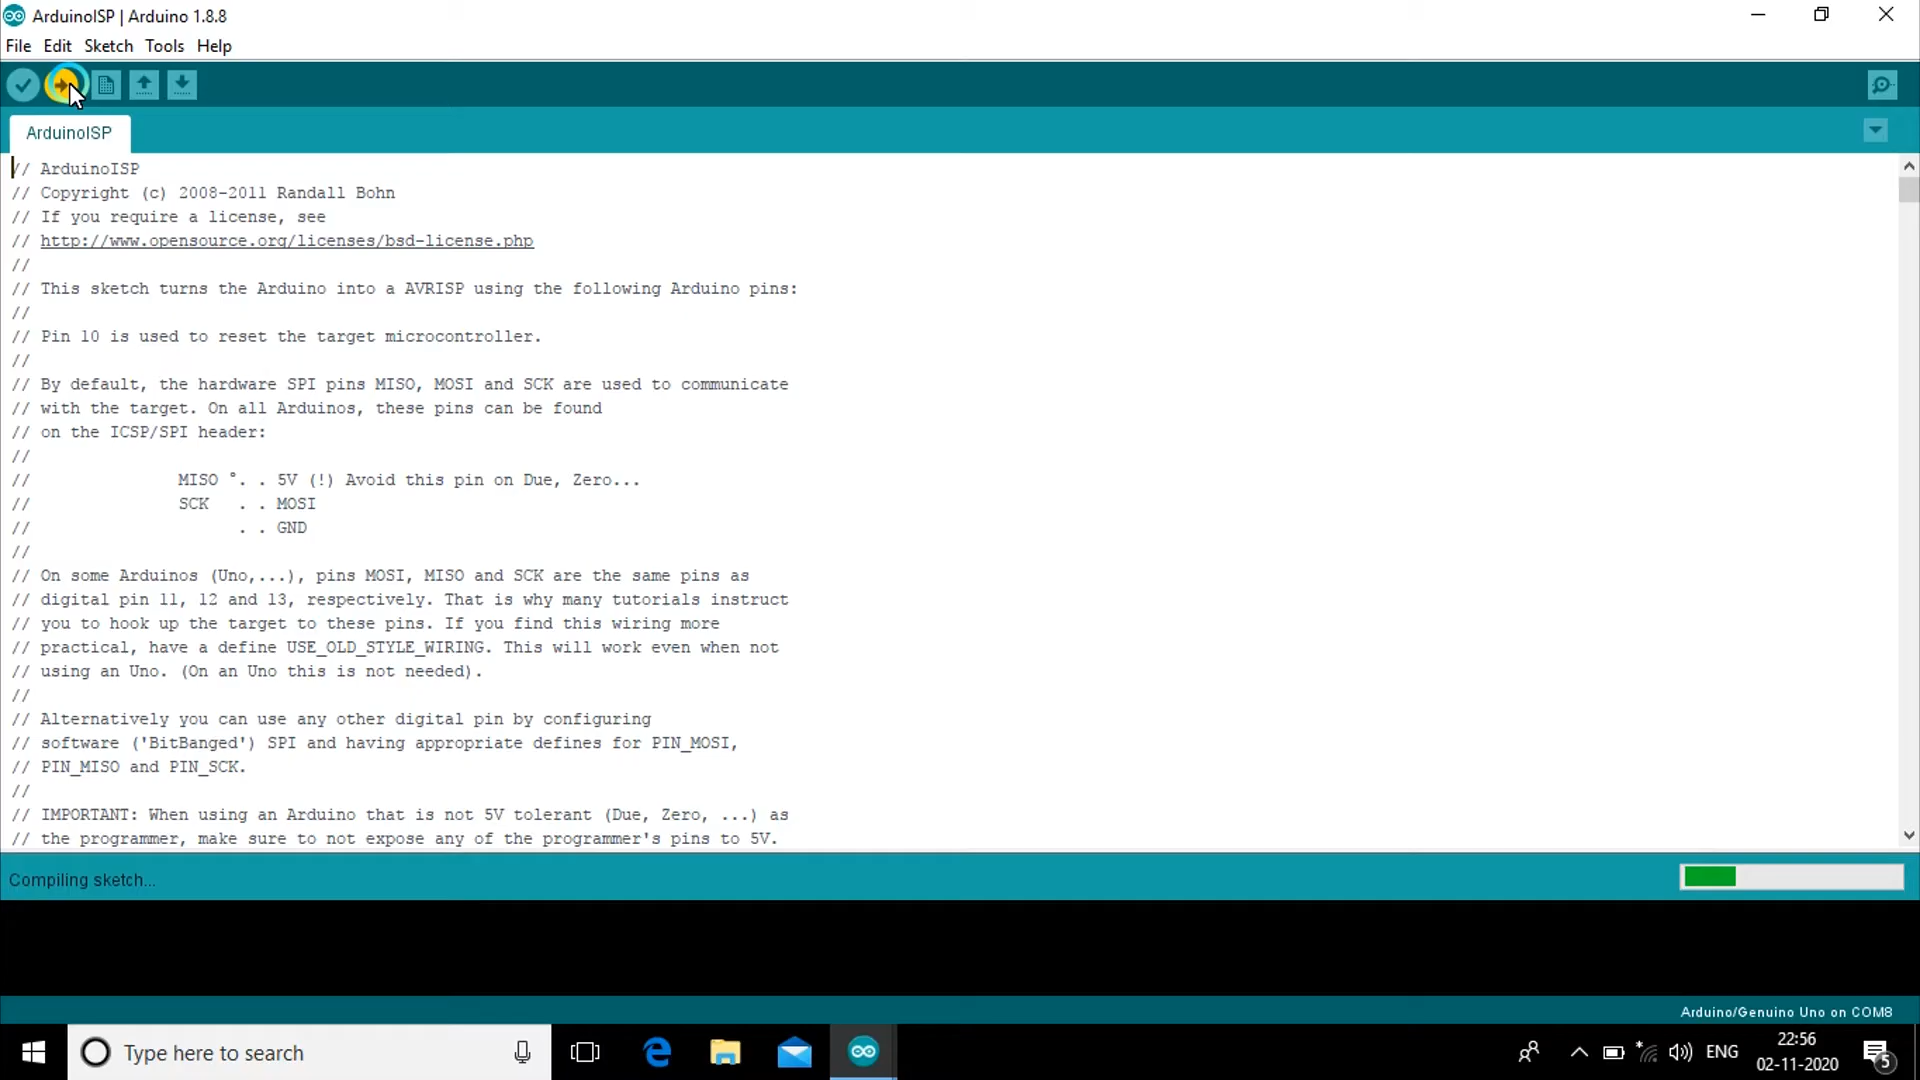 ArduinoISP | Arduino 1.8.8
File Edit Sketch Tools Help
ArduinoISP
// ArduinoISP
// Copyright (c) 2008-2011 Randall Bohn
// If you require a license, see
// http://www.opensource.org/licenses/bsd-license.php
//
// This sketch turns the Arduino into a AVRISP using the following Arduino pins:
//
// Pin 10 is used to reset the target microcontroller.
//
// By default, the hardware SPI pins MISO, MOSI and SCK are used to communicate
// with the target. On all Arduinos, these pins can be found
// on the ICSP/SPI header:
//
// MISO °. . 5V (!) Avoid this pin on Due, Zero...
// SCK . . MOSI
// . . GND
//
// On some Arduinos (Uno,...), pins MOSI, MISO and SCK are the same pins as
// digital pin 11, 12 and 13, respectively. That is why many tutorials instruct
// you to hook up the target to these pins. If you find this wiring more
// practical, have a define USE_OLD_STYLE_WIRING. This will work even when not
// using an Uno. (On an Uno this is not needed).
//
// Alternatively you can use any other digital pin by configuring
// software ('BitBanged') SPI and having appropriate defines for PIN_MOSI,
// PIN_MISO and PIN_SCK.
//
// IMPORTANT: When using an Arduino that is not 5V tolerant (Due, Zero, ...) as
// the programmer, make sure to not expose any of the programmer's pins to 5V.
Compiling sketch...
Arduino/Genuino Uno on COM8
Type here to search
ENG
22:56
02-11-2020
5